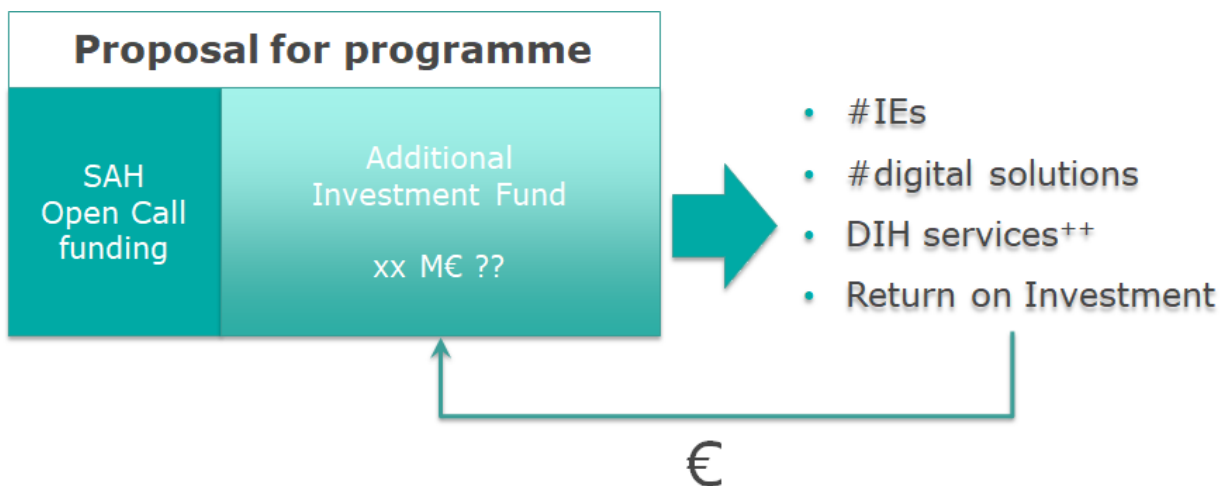 Proposal for programme
SAH
Open Call
funding
Additional
Investment Fund
xx M€ ??
• #IEs
• #digital solutions
• DIH services⁺⁺
• Return on Investment
€